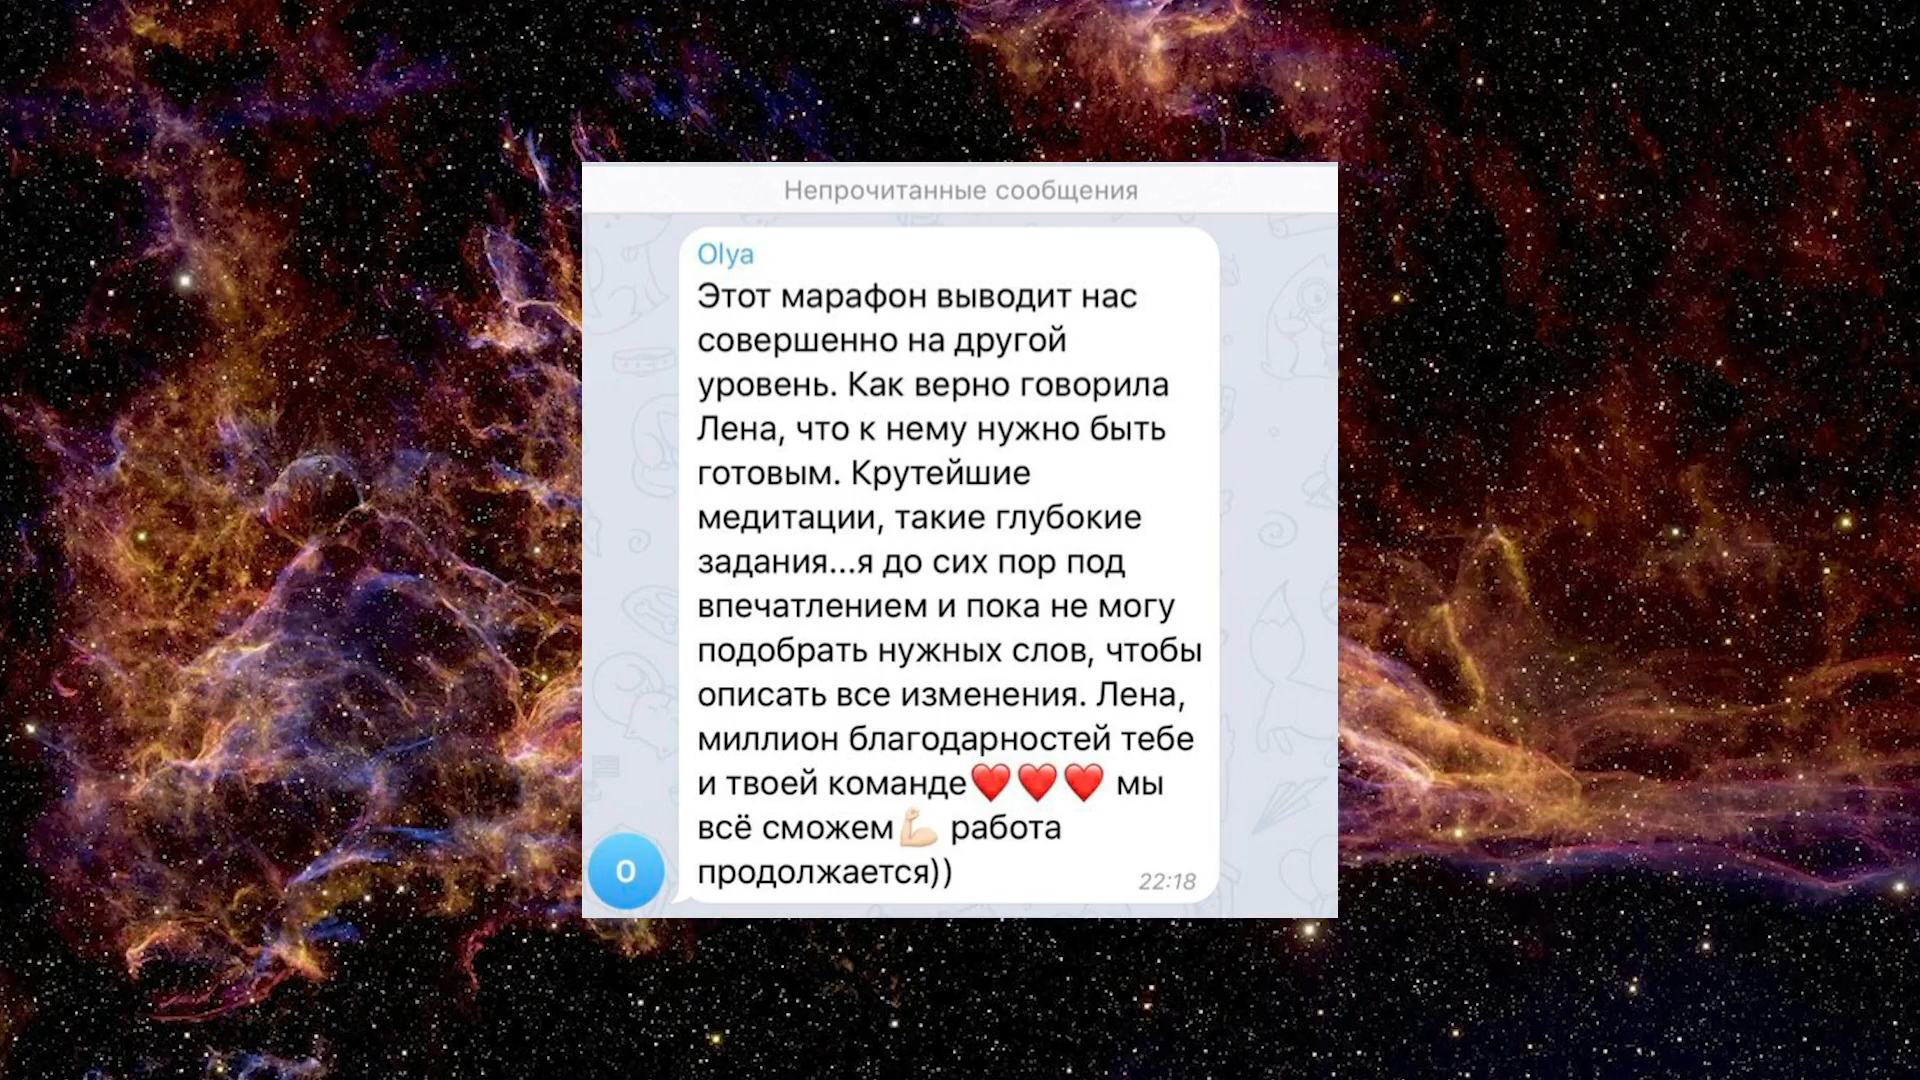 Непрочитанные сообщения
Olya
Этот марафон выводит нас
совершенно на другой
уровень. Как верно говорила
Лена, что к нему нужно быть
готовым. Крутейшие
медитации, такие глубокие
задания...я до сих пор под
впечатлением и пока не могу
подобрать нужных слов, чтобы
описать все изменения. Лена,
миллион благодарностей тебе
и твоей команде❤️❤️❤️ мы
всё сможем💪🏻 работа
продолжается))
22:18
O